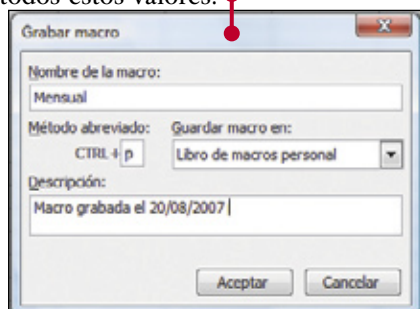 todos estos valores.
Grabar macro
Nombre de la macro:
Mensual
Método abreviado: Guardar macro en:
CTRL+ p Libro de macros personal
Descripción:
Macro grabada el 20/08/2007
Aceptar Cancelar